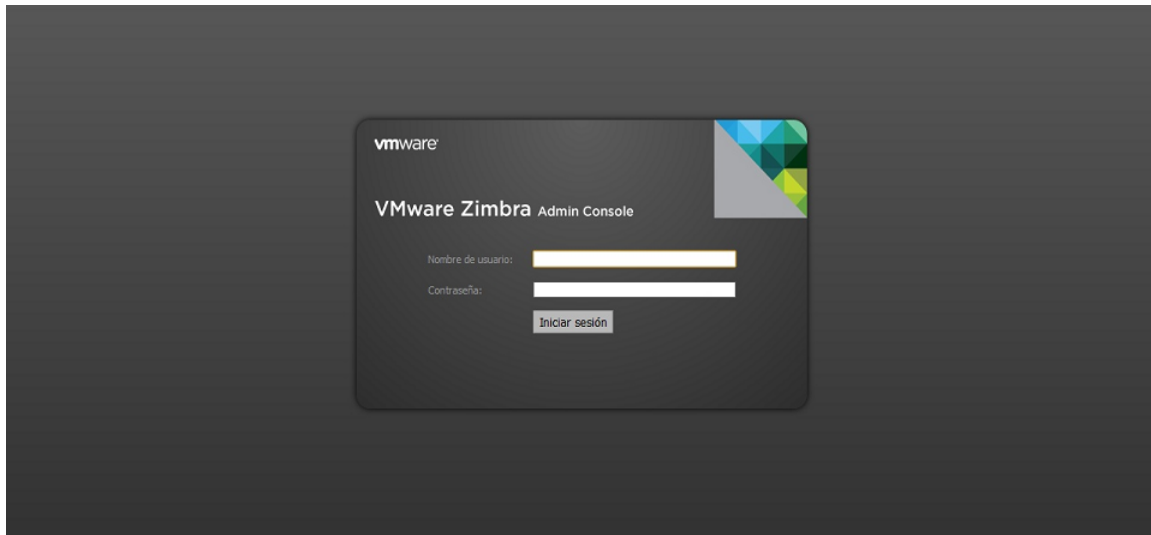 vmware
VMware Zimbra Admin Console
Nombre de usuario:
Contraseña:
Iniciar sesión